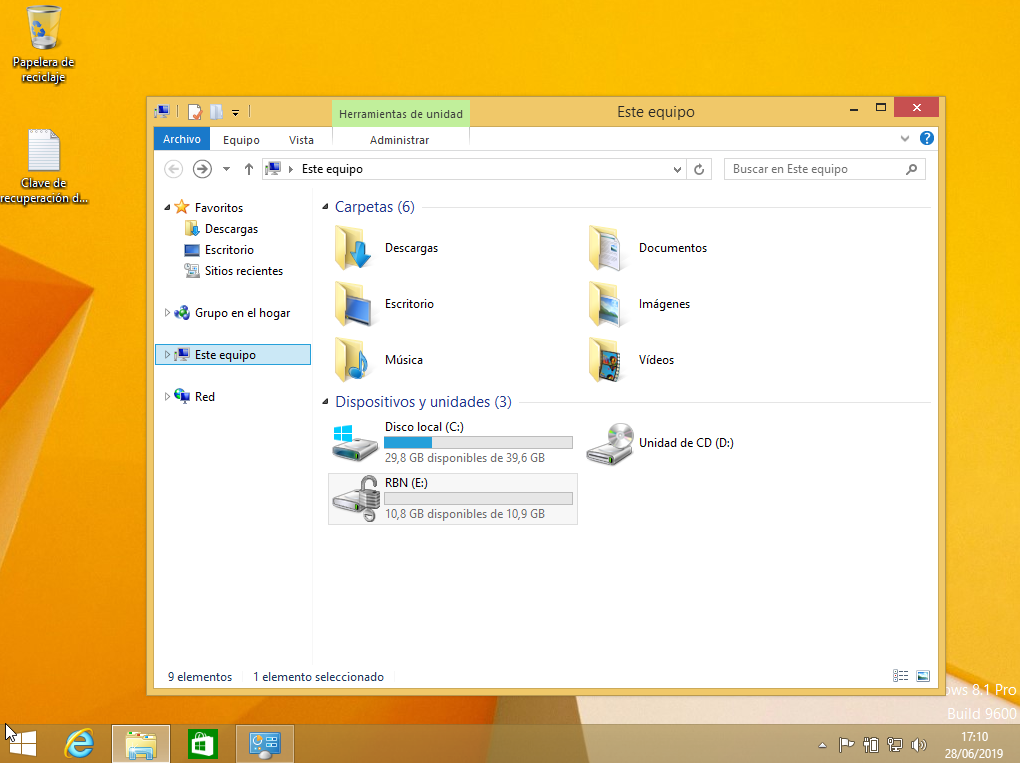 Papelera de
reciclaje
Clave de
recuperación d...
Herramientas de unidad
Este equipo
Archivo
Equipo
Vista
Administrar
Este equipo
Buscar en Este equipo
Favoritos
Descargas
Escritorio
Sitios recientes
Grupo en el hogar
Este equipo
Red
Carpetas (6)
Descargas
Documentos
Escritorio
Imágenes
Música
Vídeos
Dispositivos y unidades (3)
Disco local (C:)
29,8 GB disponibles de 39,6 GB
Unidad de CD (D:)
RBN (E:)
10,8 GB disponibles de 10,9 GB
9 elementos
1 elemento seleccionado
ows 8.1 Pro
Build 9600
17:10
28/06/2019